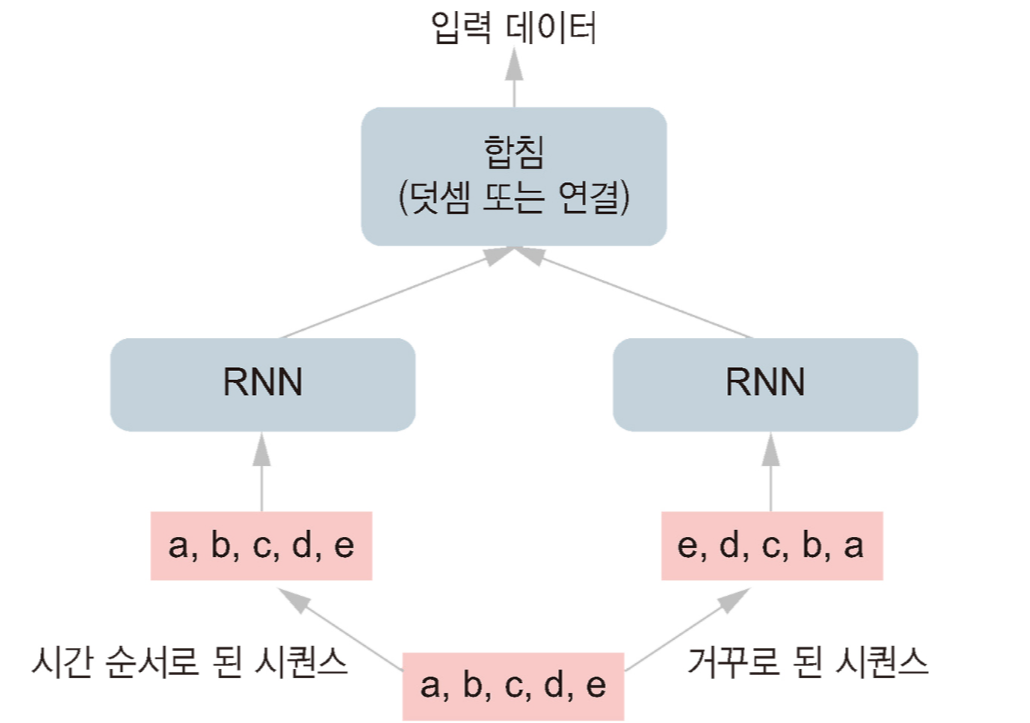 입력 데이터
합침
(덧셈 또는 연결)
RNN
RNN
a, b, c, d, e
e, d, c, b, a
시간 순서로 된 시퀀스
거꾸로 된 시퀀스
a, b, c, d, e